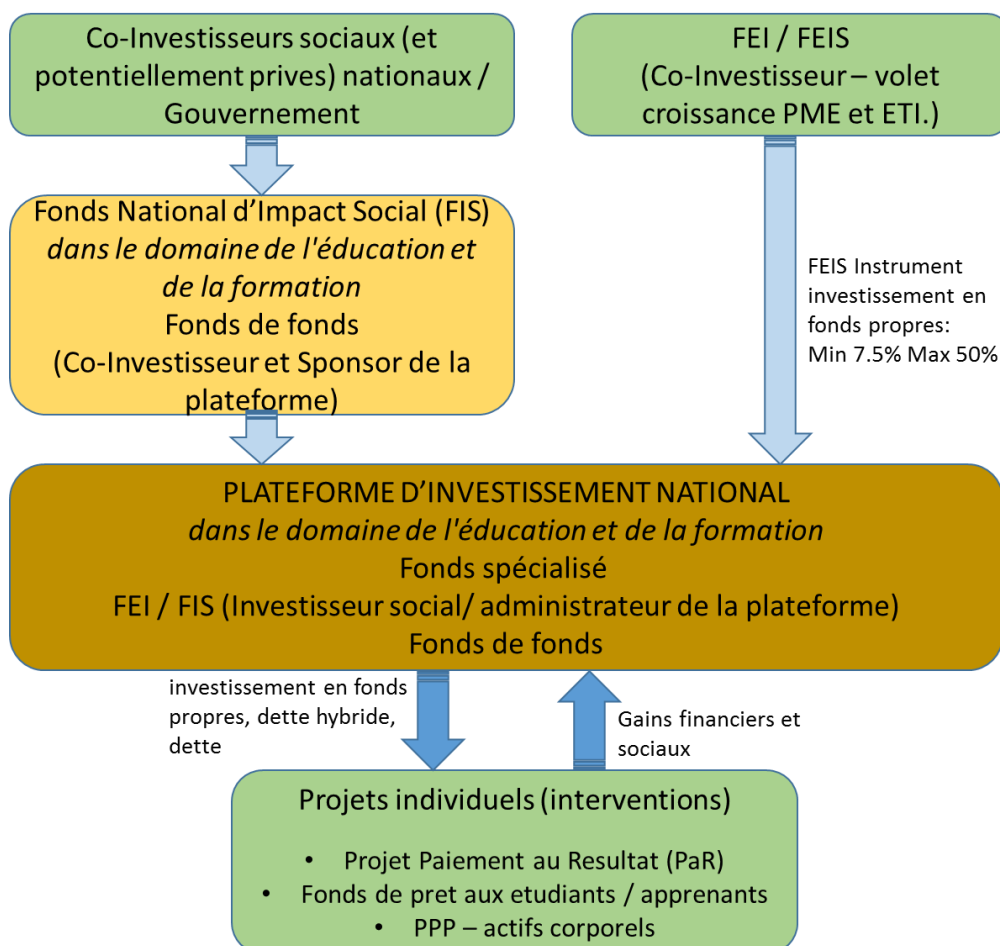 Co-Investisseurs sociaux (et
potentiellement prives) nationaux /
Gouvernement
FEI / FEIS
(Co-Investisseur – volet
croissance PME et ETI.)
Fonds National d’Impact Social (FIS)
dans le domaine de l'éducation et
de la formation
Fonds de fonds
(Co-Investisseur et Sponsor de la
plateforme)
FEIS Instrument
investissement en
fonds propres:
Min 7.5% Max 50%
PLATEFORME D’INVESTISSEMENT NATIONAL
dans le domaine de l'éducation et de la formation
Fonds spécialisé
FEI / FIS (Investisseur social/ administrateur de la plateforme)
Fonds de fonds
investissement en fonds
propres, dette hybride,
dette
Gains financiers et
sociaux
Projets individuels (interventions)
• Projet Paiement au Resultat (PaR)
• Fonds de pret aux etudiants / apprenants
• PPP – actifs corporels